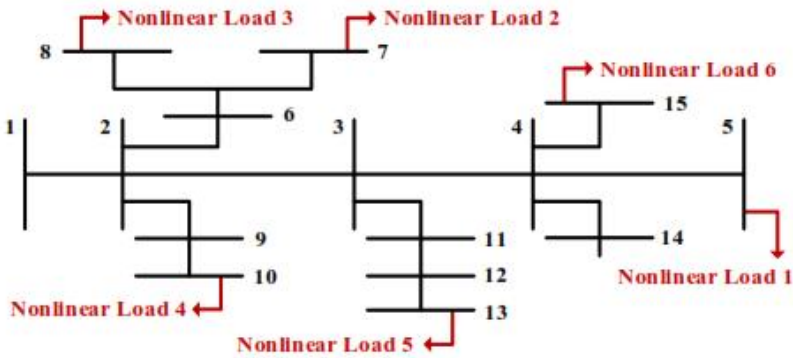 Nonlinear Load 3
Nonlinear Load 2
8
7
Nonlinear Load 6
15
6
1
2
3
4
5
9
11
14
10
12
Nonlinear Load 1
Nonlinear Load 4
13
Nonlinear Load 5